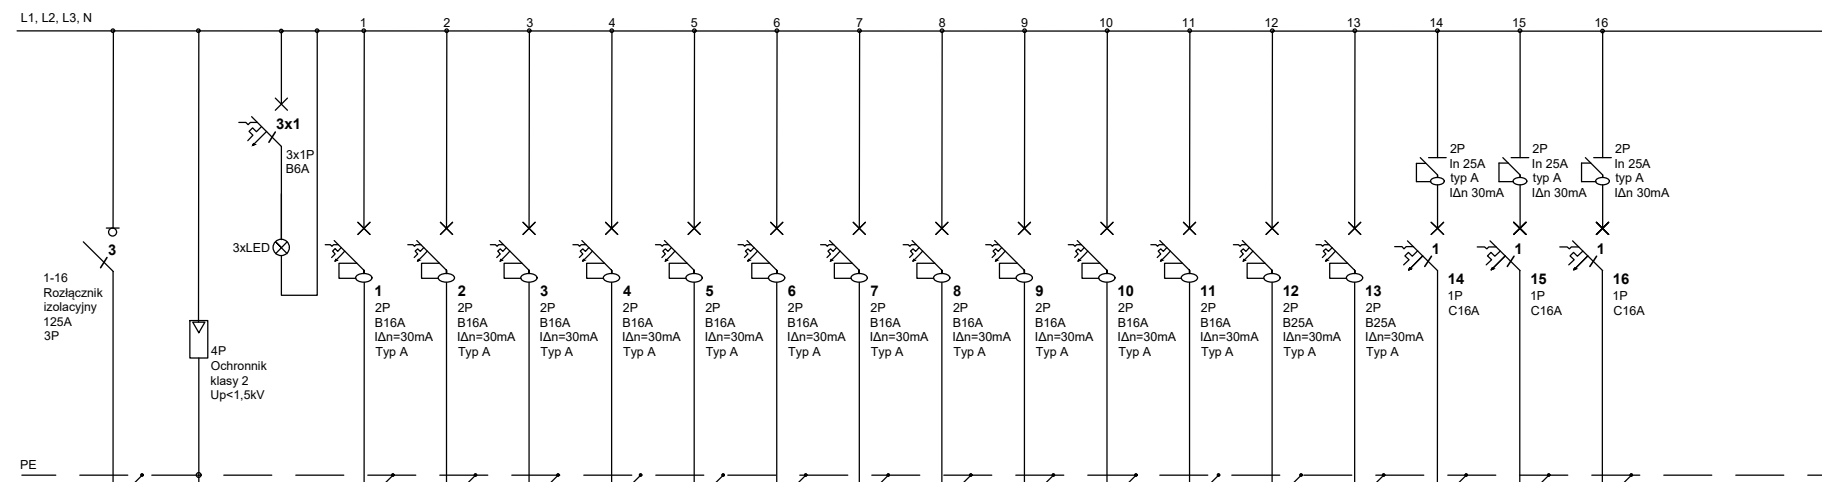 L1, L2, L3, N
1
2
3
4
5
6
7
8
9
10
11
12
13
14
15
16
3x1
3x1P
B6A
3xLED
3
1-16
Rozłącznik
izolacyjny
125A
3P
4P
Ochronnik
klasy 2
Up<1,5kV
1
2P
B16A
IΔn=30mA
Typ A
2
2P
B16A
IΔn=30mA
Typ A
3
2P
B16A
IΔn=30mA
Typ A
4
2P
B16A
IΔn=30mA
Typ A
5
2P
B16A
IΔn=30mA
Typ A
6
2P
B16A
IΔn=30mA
Typ A
7
2P
B16A
IΔn=30mA
Typ A
8
2P
B16A
IΔn=30mA
Typ A
9
2P
B16A
IΔn=30mA
Typ A
10
2P
B16A
IΔn=30mA
Typ A
11
2P
B16A
IΔn=30mA
Typ A
12
2P
B25A
IΔn=30mA
Typ A
13
2P
B25A
IΔn=30mA
Typ A
2P
In 25A
typ A
IΔn 30mA
1
14
1P
C16A
2P
In 25A
typ A
IΔn 30mA
1
15
1P
C16A
2P
In 25A
typ A
IΔn 30mA
1
16
1P
C16A
PE